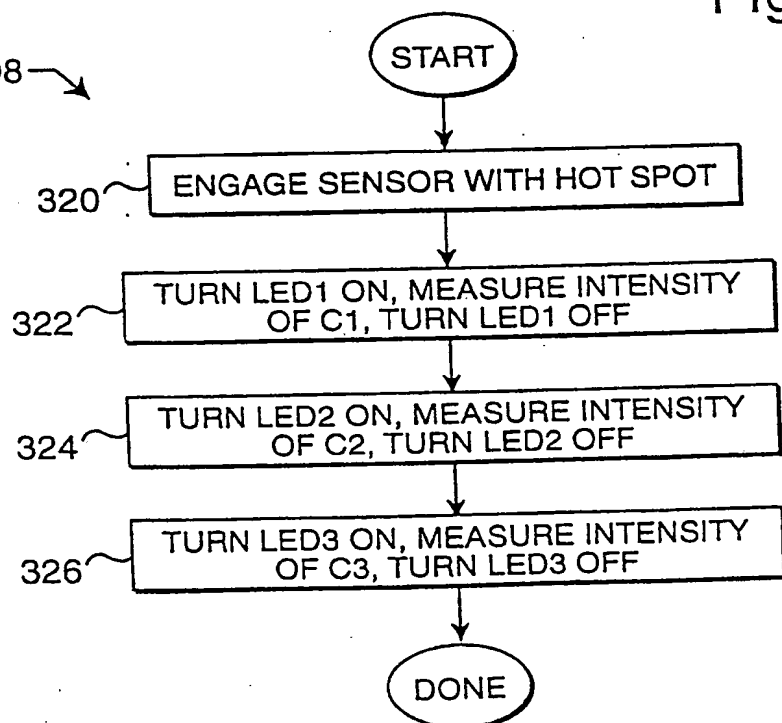 START
320
ENGAGE SENSOR WITH HOT SPOT
322
TURN LED1 ON, MEASURE INTENSITY
OF C1, TURN LED1 OFF
324
TURN LED2 ON, MEASURE INTENSITY
OF C2, TURN LED2 OFF
326
TURN LED3 ON, MEASURE INTENSITY
OF C3, TURN LED3 OFF
DONE